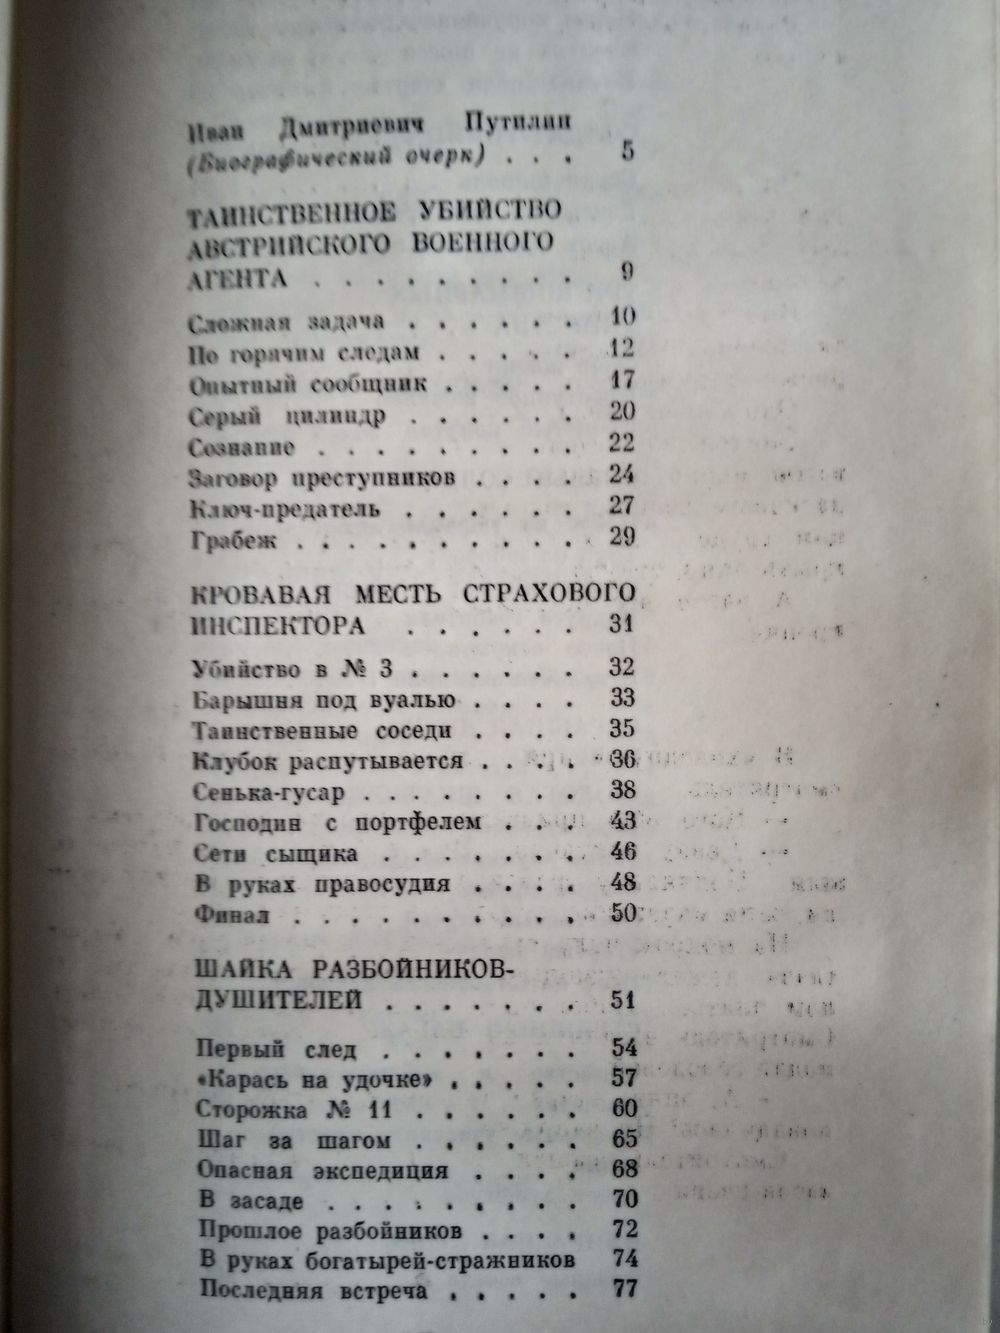 Иван Дмитриевич Путилин
(Биографический очерк) . . . 5
ТАИНСТВЕННОЕ УБИЙСТВО
АВСТРИЙСКОГО ВОЕННОГО
АГЕНТА . . . . . . . . . 9
Сложная задача . . . . . . 10
По горячим следам . . . . . 12
Опытный сообщник . . . . . 17
Серый цилиндр . . . . . . 20
Сознание . . . . . . . . . 22
Заговор преступников . . . . 24
Ключ-предатель . . . . . . 27
Грабеж . . . . . . . . . . 29
КРОВАВАЯ МЕСТЬ СТРАХОВОГО
ИНСПЕКТОРА . . . . . . 31
Убийство в № 3 . . . . . . 32
Барышня под вуалью . . . . 33
Таинственные соседи . . . . 35
Клубок распутывается . . . . 36
Сенька-гусар . . . . . . . . 38
Господин с портфелем . . . 43
Сети сыщика . . . . . . . 46
В руках правосудия . . . . 48
Финал . . . . . . . . . . 50
ШАЙКА РАЗБОЙНИКОВ-
ДУШИТЕЛЕЙ . . . . . . . 51
Первый след . . . . . . . 54
«Карась на удочке» . . . . . 57
Сторожка № 11 . . . . . . 60
Шаг за шагом . . . . . . 65
Опасная экспедиция . . . . 68
В засаде . . . . . . . . . 70
Прошлое разбойников . . . . 72
В руках богатырей-стражников 74
Последняя встреча . . . . . 77